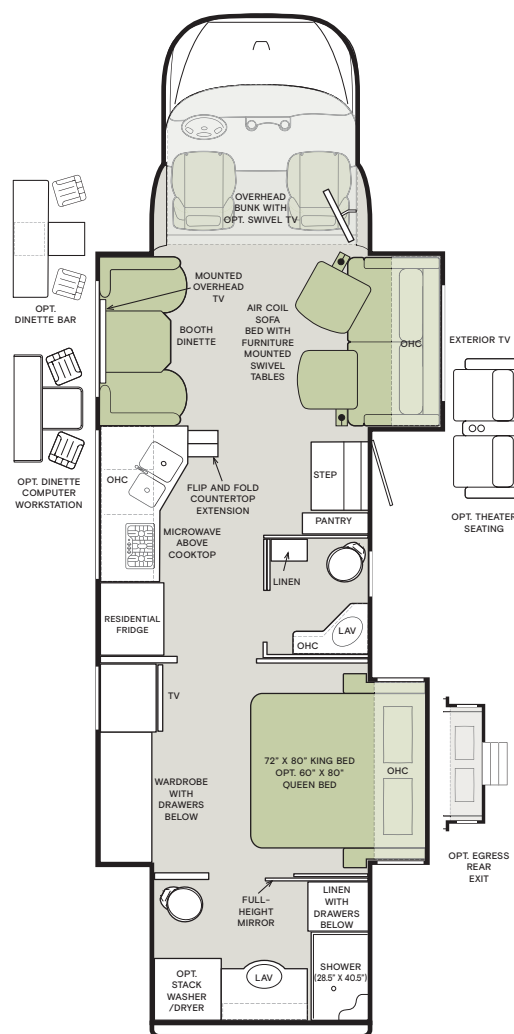 OVERHEAD
BUNK WITH
OPT. SWIVEL TV
MOUNTED
OVERHEAD
TV
OPT.
DINETTE BAR
BOOTH
DINETTE
AIR COIL
SOFA
BED WITH
FURNITURE
MOUNTED
SWIVEL
TABLES
OHC
EXTERIOR TV
OPT. DINETTE
COMPUTER
WORKSTATION
OHC
FLIP AND FOLD
COUNTERTOP
EXTENSION
STEP
OPT. THEATER
SEATING
PANTRY
MICROWAVE
ABOVE
COOKTOP
LINEN
RESIDENTIAL
FRIDGE
LAV
OHC
TV
72" X 80" KING BED
OPT. 60" X 80"
QUEEN BED
OHC
WARDROBE
WITH
DRAWERS
BELOW
OPT. EGRESS
REAR
EXIT
FULL-
HEIGHT
MIRROR
LINEN
WITH
DRAWERS
BELOW
OPT.
STACK
WASHER
/DRYER
LAV
SHOWER
(28.5" X 40.5")